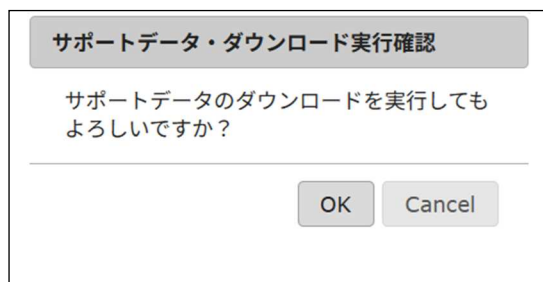 サポートデータ・ダウンロード実行確認
サポートデータのダウンロードを実行しても
よろしいですか？
OK
Cancel